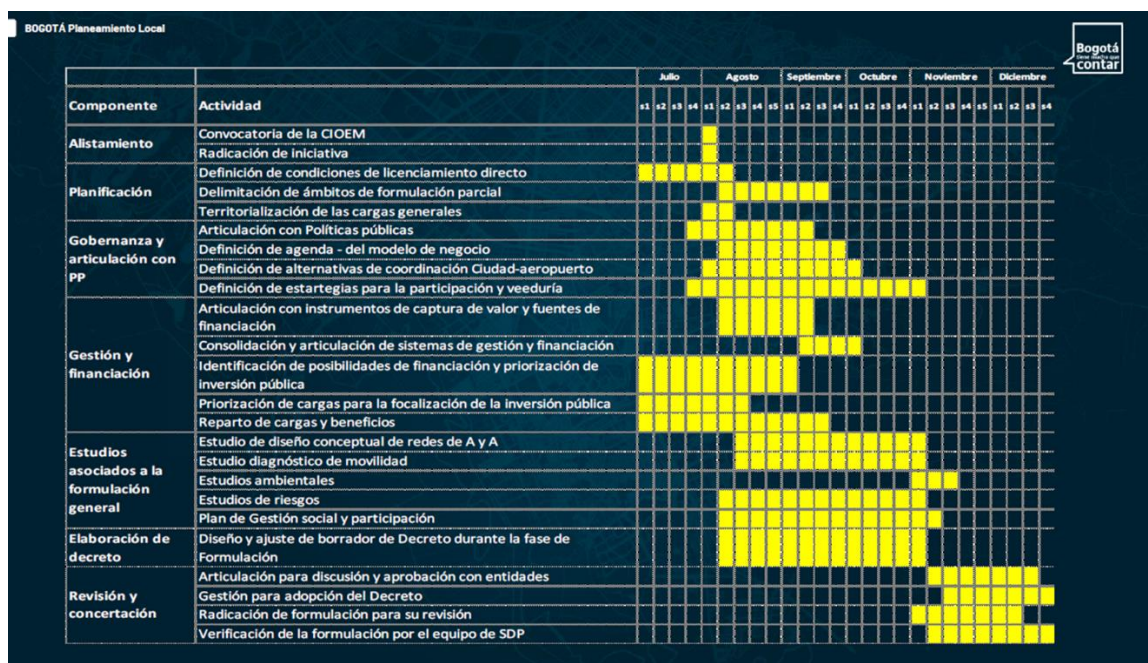 BOGOTÁ Planeamiento Local
Bogotá
contar
Julio Agosto Septiembre Octubre Noviembre Diciembre
Componente Actividad s1 s2 s3 s4 s1 s2 s3 s4 s5 s1 s2 s3 s4 s1 s2 s3 s4 s1 s2 s3 s4 s5 s1 s2 s3 s4
Alistamiento
Convocatoria de la CIOEM
Radicación de iniciativa
Planificación
Definición de condiciones de licenciamiento directo
Delimitación de ámbitos de formulación parcial
Territorialización de las cargas generales
Gobernanza y
articulación con
PP
Articulación con Políticas públicas
Definición de agenda - del modelo de negocio
Definición de alternativas de coordinación Ciudad-aeropuerto
Definición de estartegias para la participación y veeduría
Gestión y
financiación
Articulación con instrumentos de captura de valor y fuentes de
financiación
Consolidación y articulación de sistemas de gestión y financiación
Identificación de posibilidades de financiación y priorización de
inversión pública
Priorización de cargas para la focalización de la inversión pública
Reparto de cargas y beneficios
Estudios
asociados a la
formulación
general
Estudio de diseño conceptual de redes de A y A
Estudio diagnóstico de movilidad
Estudios ambientales
Estudios de riesgos
Plan de Gestión social y participación
Elaboración de
decreto
Diseño y ajuste de borrador de Decreto durante la fase de
Formulación
Revisión y
concertación
Articulación para discusión y aprobación con entidades
Gestión para adopción del Decreto
Radicación de formulación para su revisión
Verificación de la formulación por el equipo de SDP